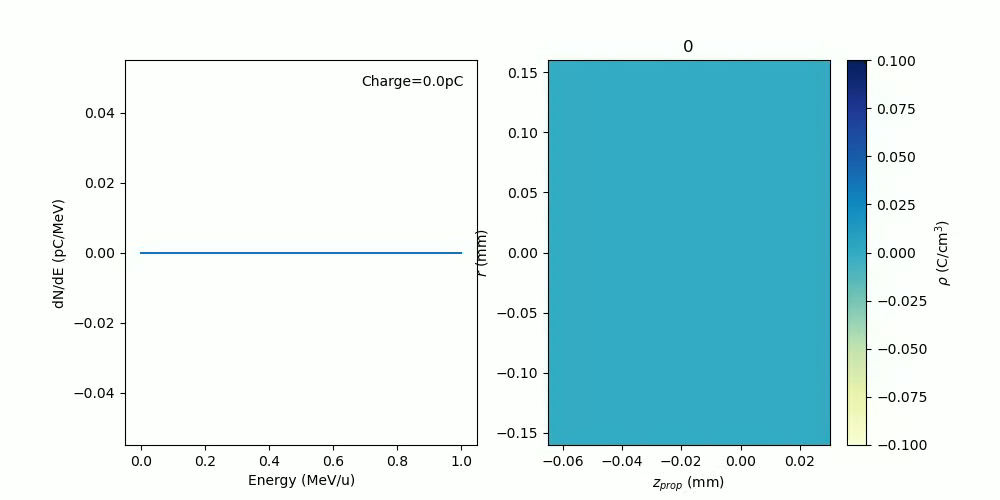 Charge=0.0pC
dN/dE (pC/MeV)
0.04
0.02
0.00
−0.02
−0.04
0.0 0.2 0.4 0.6 0.8 1.0
Energy (MeV/u)
0
r (mm)
0.15
0.10
0.05
0.00
−0.05
−0.10
−0.15
−0.06 −0.04 −0.02 0.00 0.02
z_prop (mm)
0.100
0.075
0.050
0.025
0.000
−0.025
−0.050
−0.075
−0.100
ρ (C/cm³)